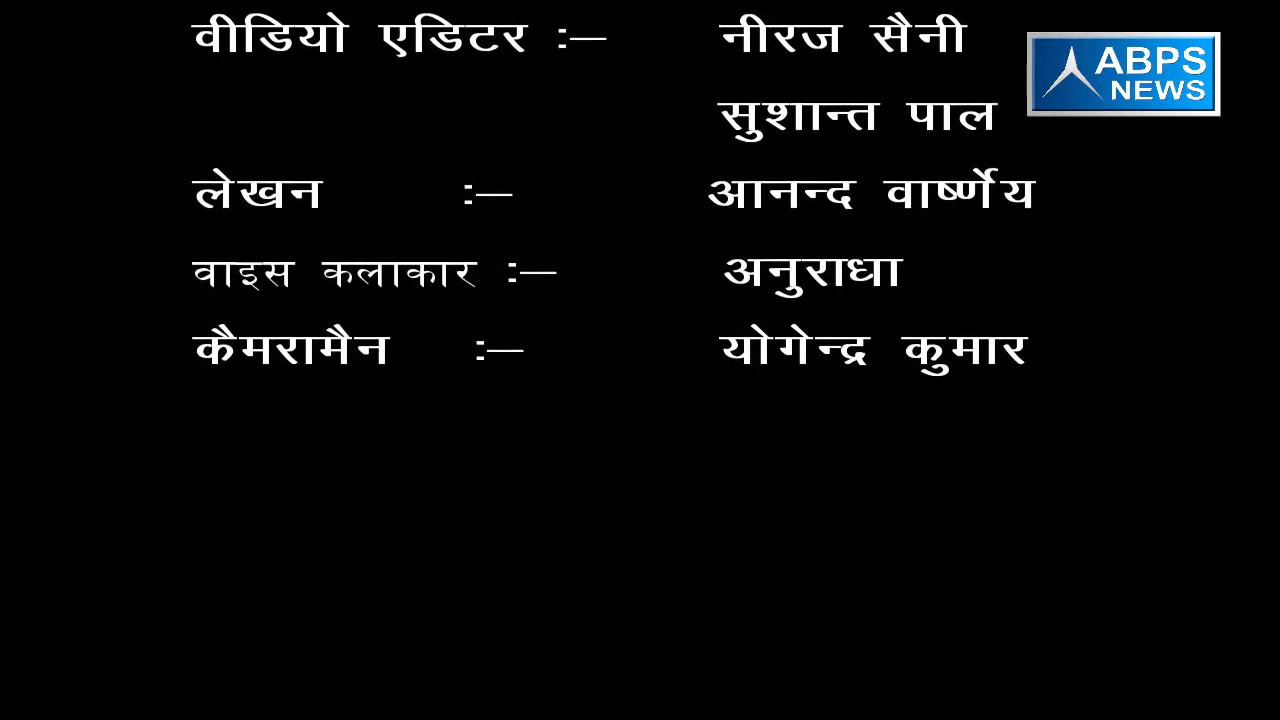 वीडियो एडिटर :— नीरज सैनी
ABPS
NEWS
सुशान्त पाल
लेखन :— आनन्द वार्ष्णेय
वाइस कलाकार :— अनुराधा
कैमरामैन :— योगेन्द्र कुमार